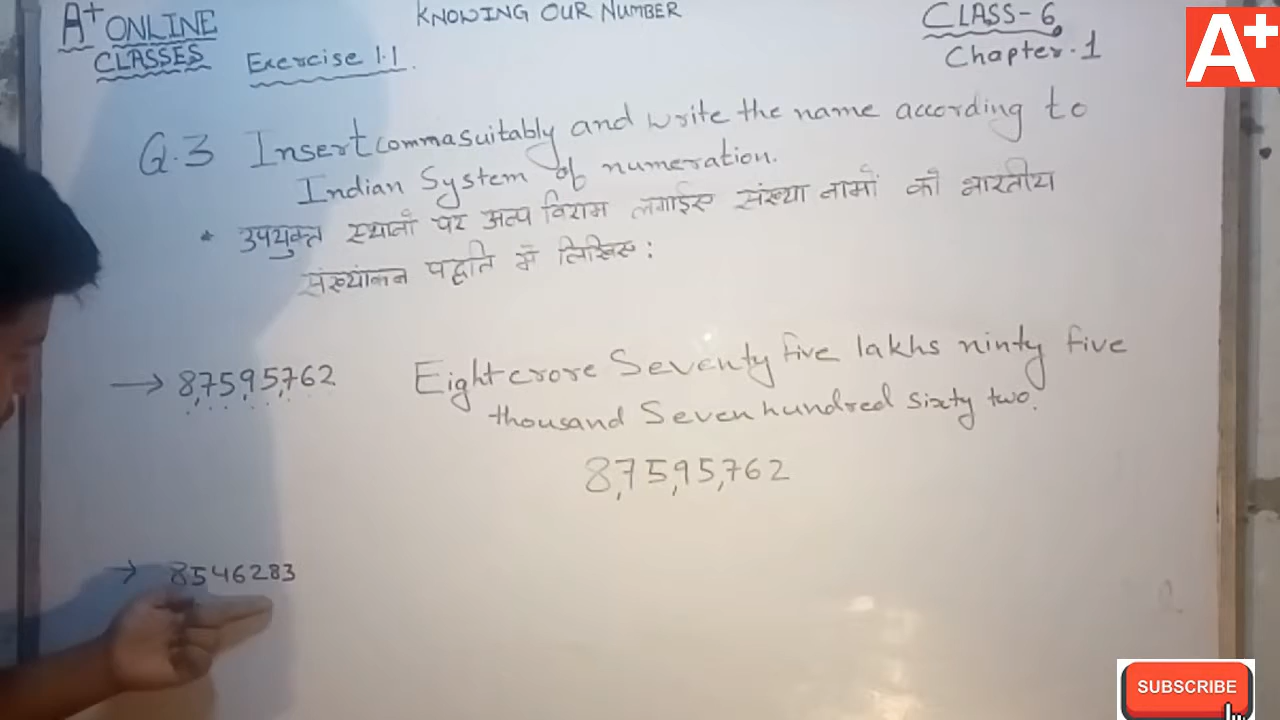 A+ ONLINE CLASSES
KNOWING OUR NUMBER
CLASS-6
Chapter.1
Exercise 1.1.
A+
Q.3 Insert comma suitably and write the name according to
Indian System of numeration.
* उपयुक्त स्थानों पर अल्प विराम लगाईए संख्या नामों को भारतीय
संख्यांकन पद्धति में लिखिए :
→ 8,75,95,762 Eight crore Seventy five lakhs ninty five
thousand Seven hundred sixty two.
8,75,95,762
→ 8546283
SUBSCRIBE